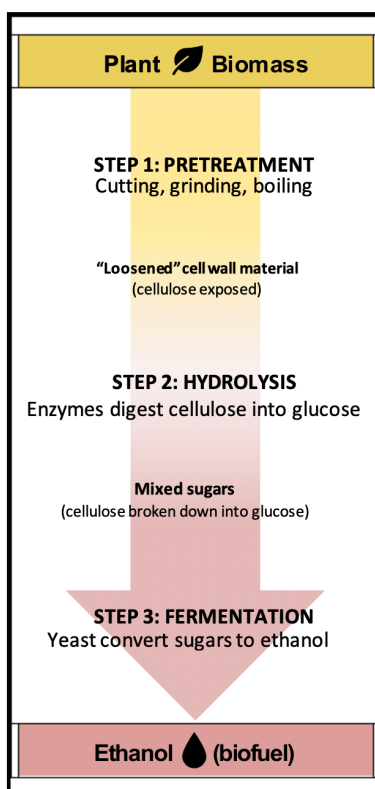 Plant Biomass
STEP 1: PRETREATMENT
Cutting, grinding, boiling
“Loosened” cell wall material
(cellulose exposed)
STEP 2: HYDROLYSIS
Enzymes digest cellulose into glucose
Mixed sugars
(cellulose broken down into glucose)
STEP 3: FERMENTATION
Yeast convert sugars to ethanol
Ethanol (biofuel)